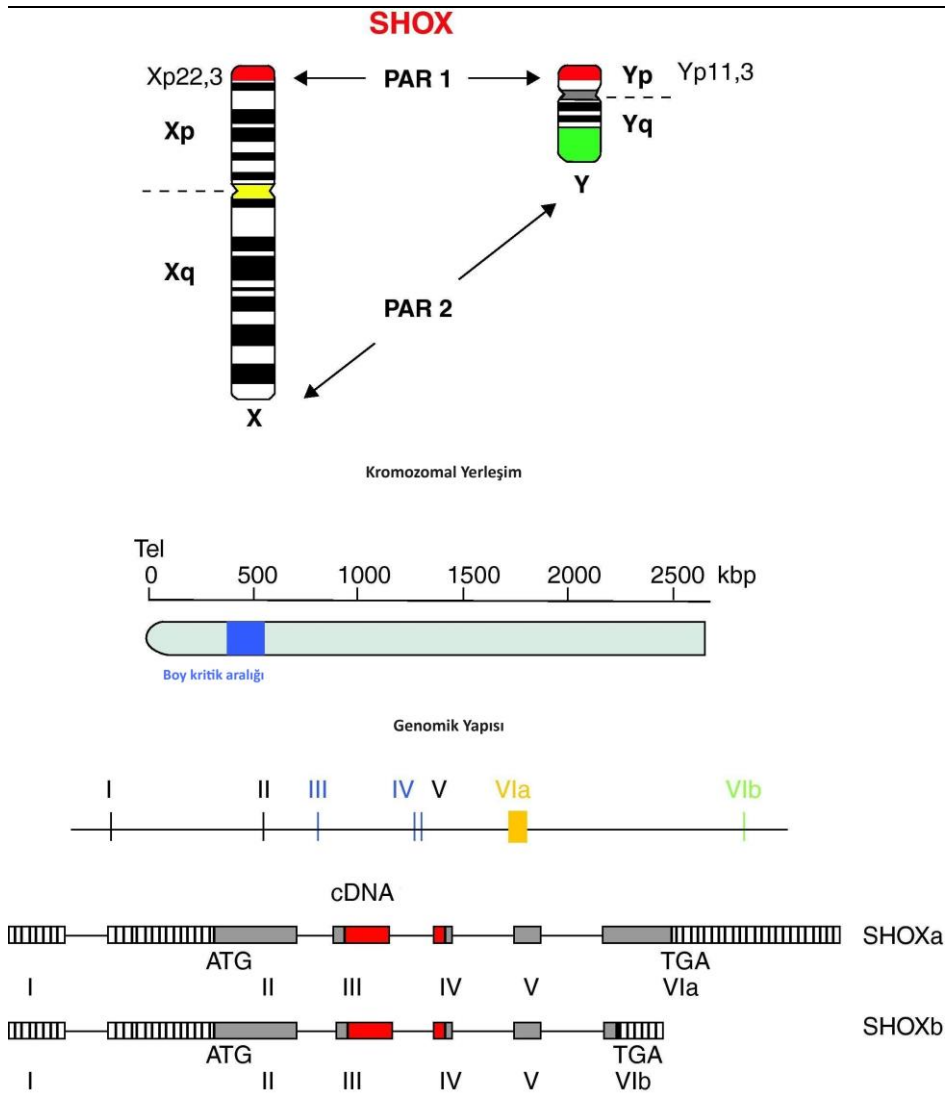 SHOX
Xp22,3 PAR 1 Yp Yp11,3
Xp Yq
Y
Xq
PAR 2
X
Kromozomal Yerleşim
Tel
0 500 1000 1500 2000 2500 kbp
Boy kritik aralığı
Genomik Yapısı
I II III IV V VIa VIb
cDNA
SHOXa
ATG TGA
I II III IV V VIa
SHOXb
ATG TGA
I II III IV V VIb